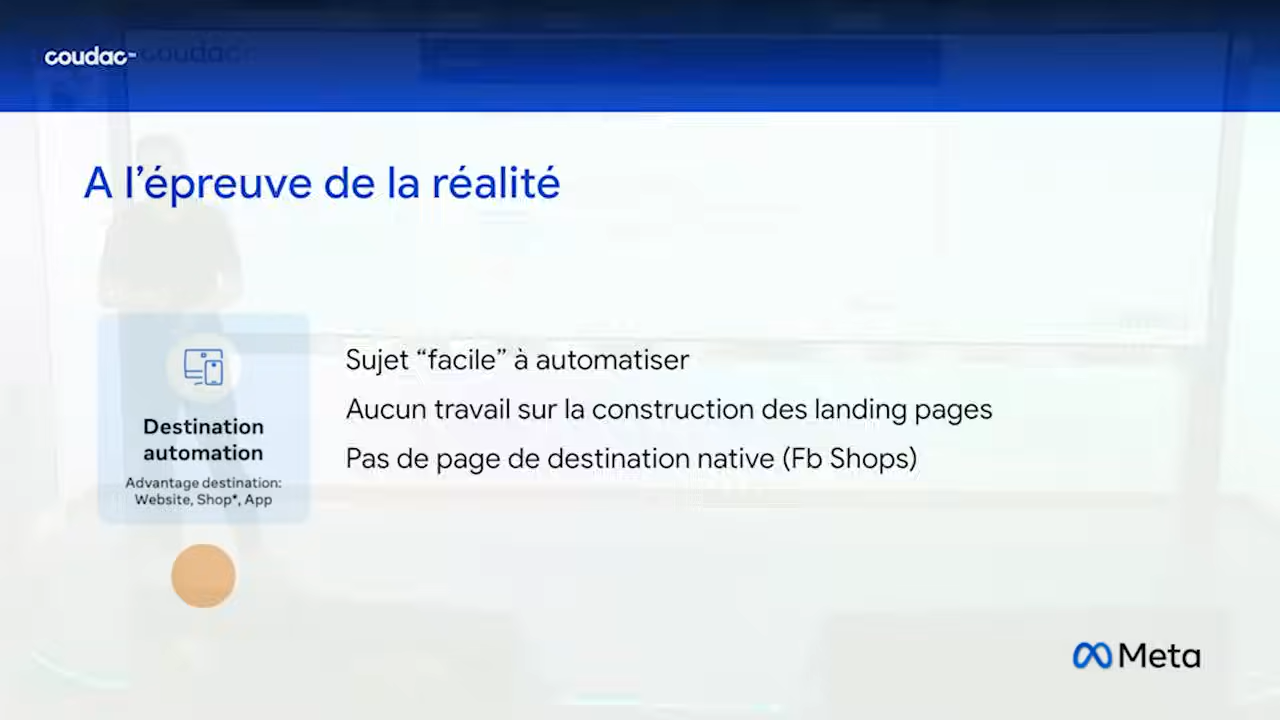 coudac
A l’épreuve de la réalité
Sujet “facile” à automatiser
Aucun travail sur la construction des landing pages
Pas de page de destination native (Fb Shops)
Destination
automation
Advantage destination:
Website, Shop*, App
Meta